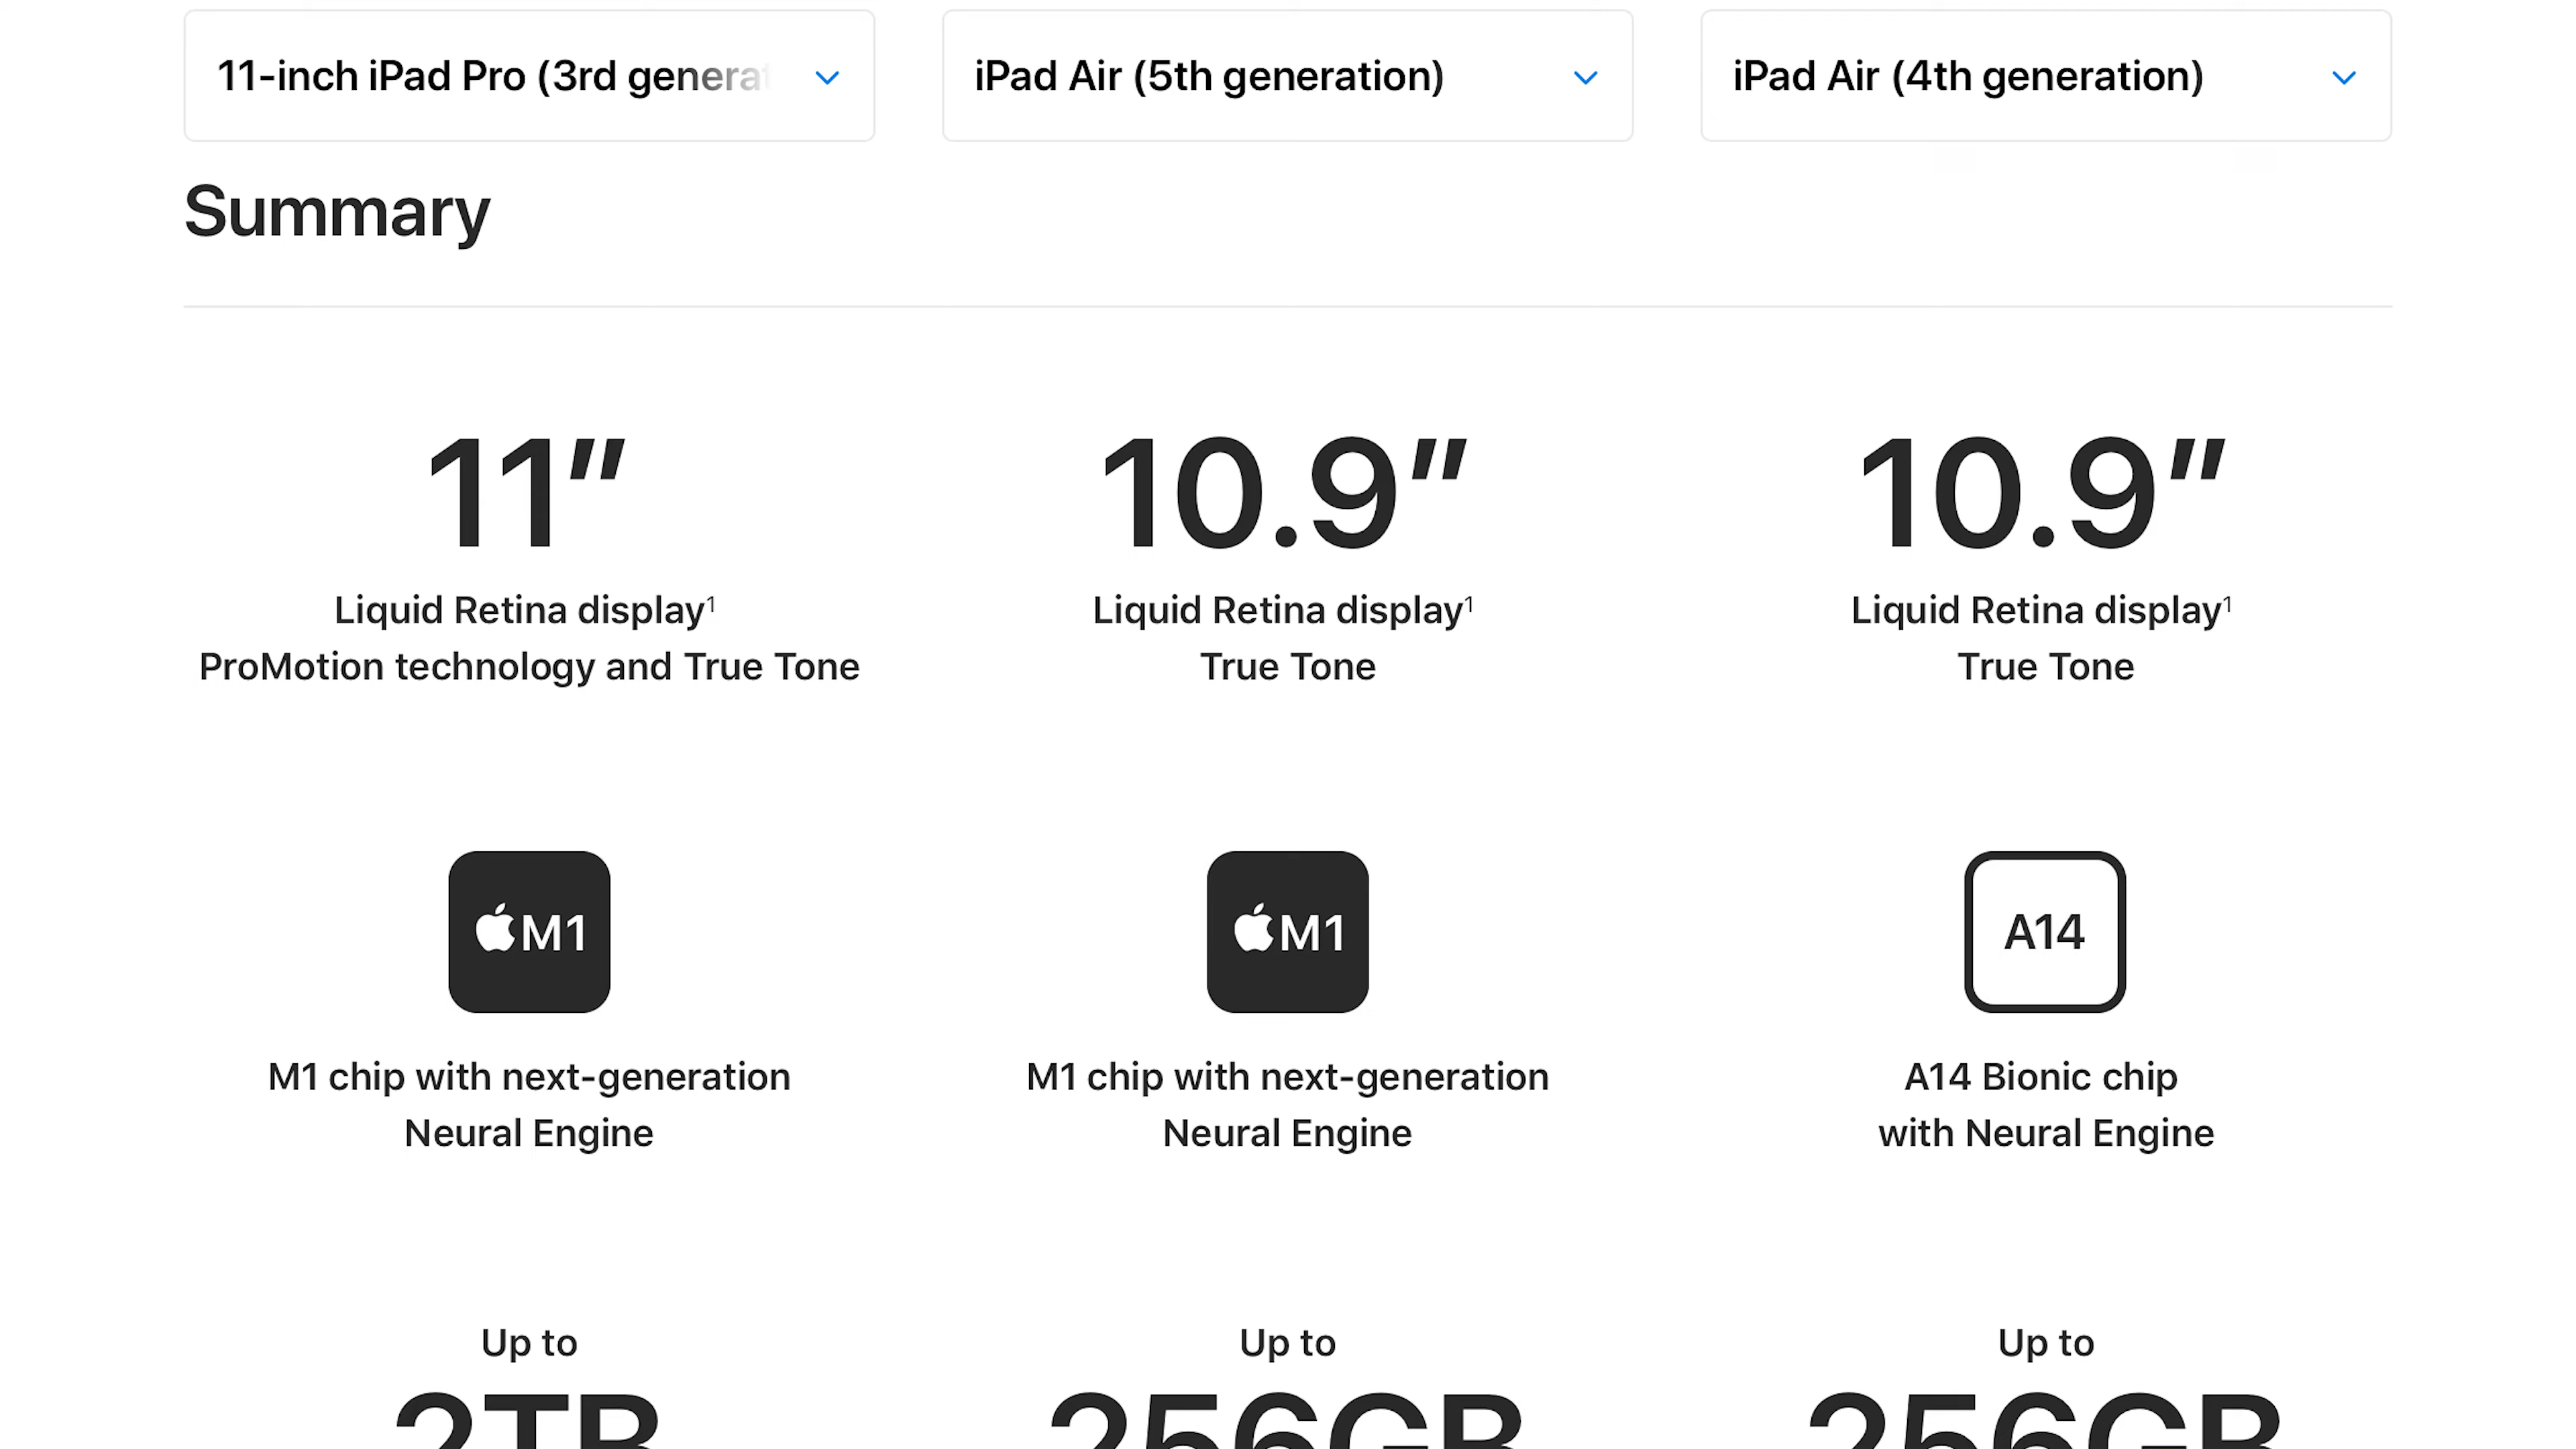 11-inch iPad Pro (3rd genera
iPad Air (5th generation)
iPad Air (4th generation)
Summary
11″
10.9″
10.9″
Liquid Retina display¹
ProMotion technology and True Tone
Liquid Retina display¹
True Tone
Liquid Retina display¹
True Tone
M1
M1
A14
M1 chip with next-generation
Neural Engine
M1 chip with next-generation
Neural Engine
A14 Bionic chip
with Neural Engine
Up to
Up to
Up to
2TB
256GB
256GB